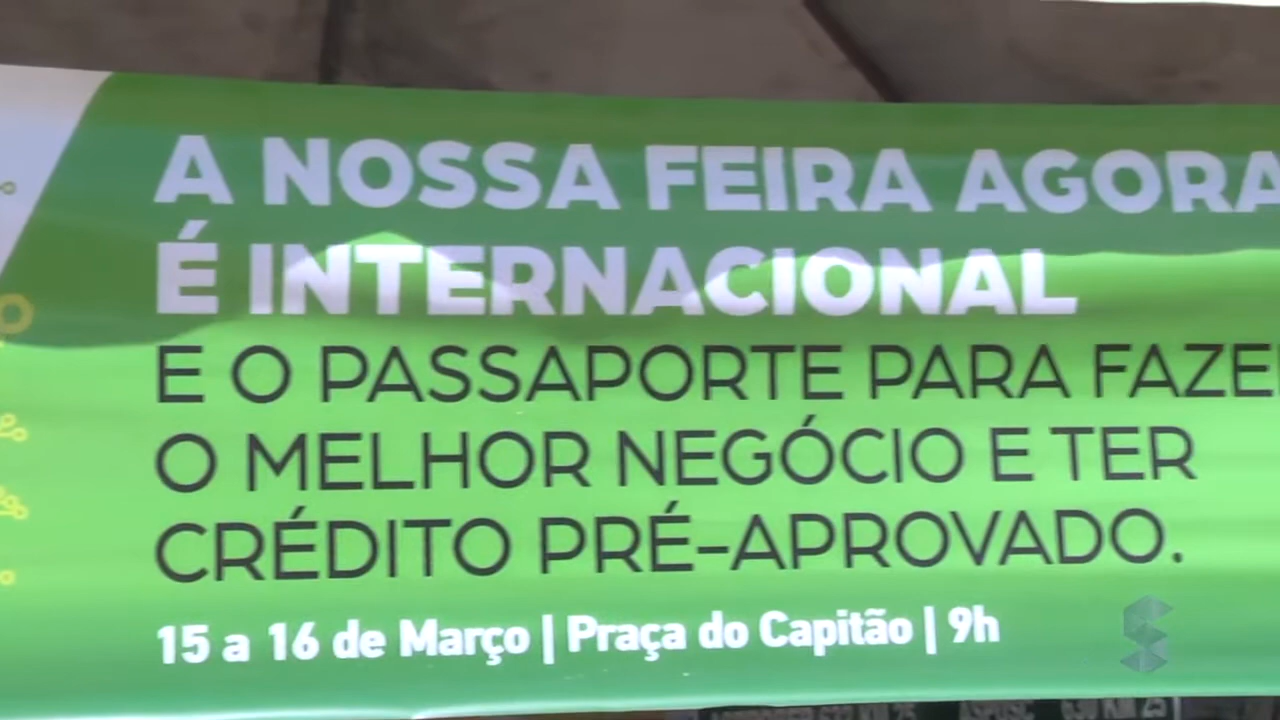 A NOSSA FEIRA AGORA
É INTERNACIONAL
E O PASSAPORTE PARA FAZE
O MELHOR NEGÓCIO E TER
CRÉDITO PRÉ-APROVADO.
15 a 16 de Março | Praça do Capitão | 9h